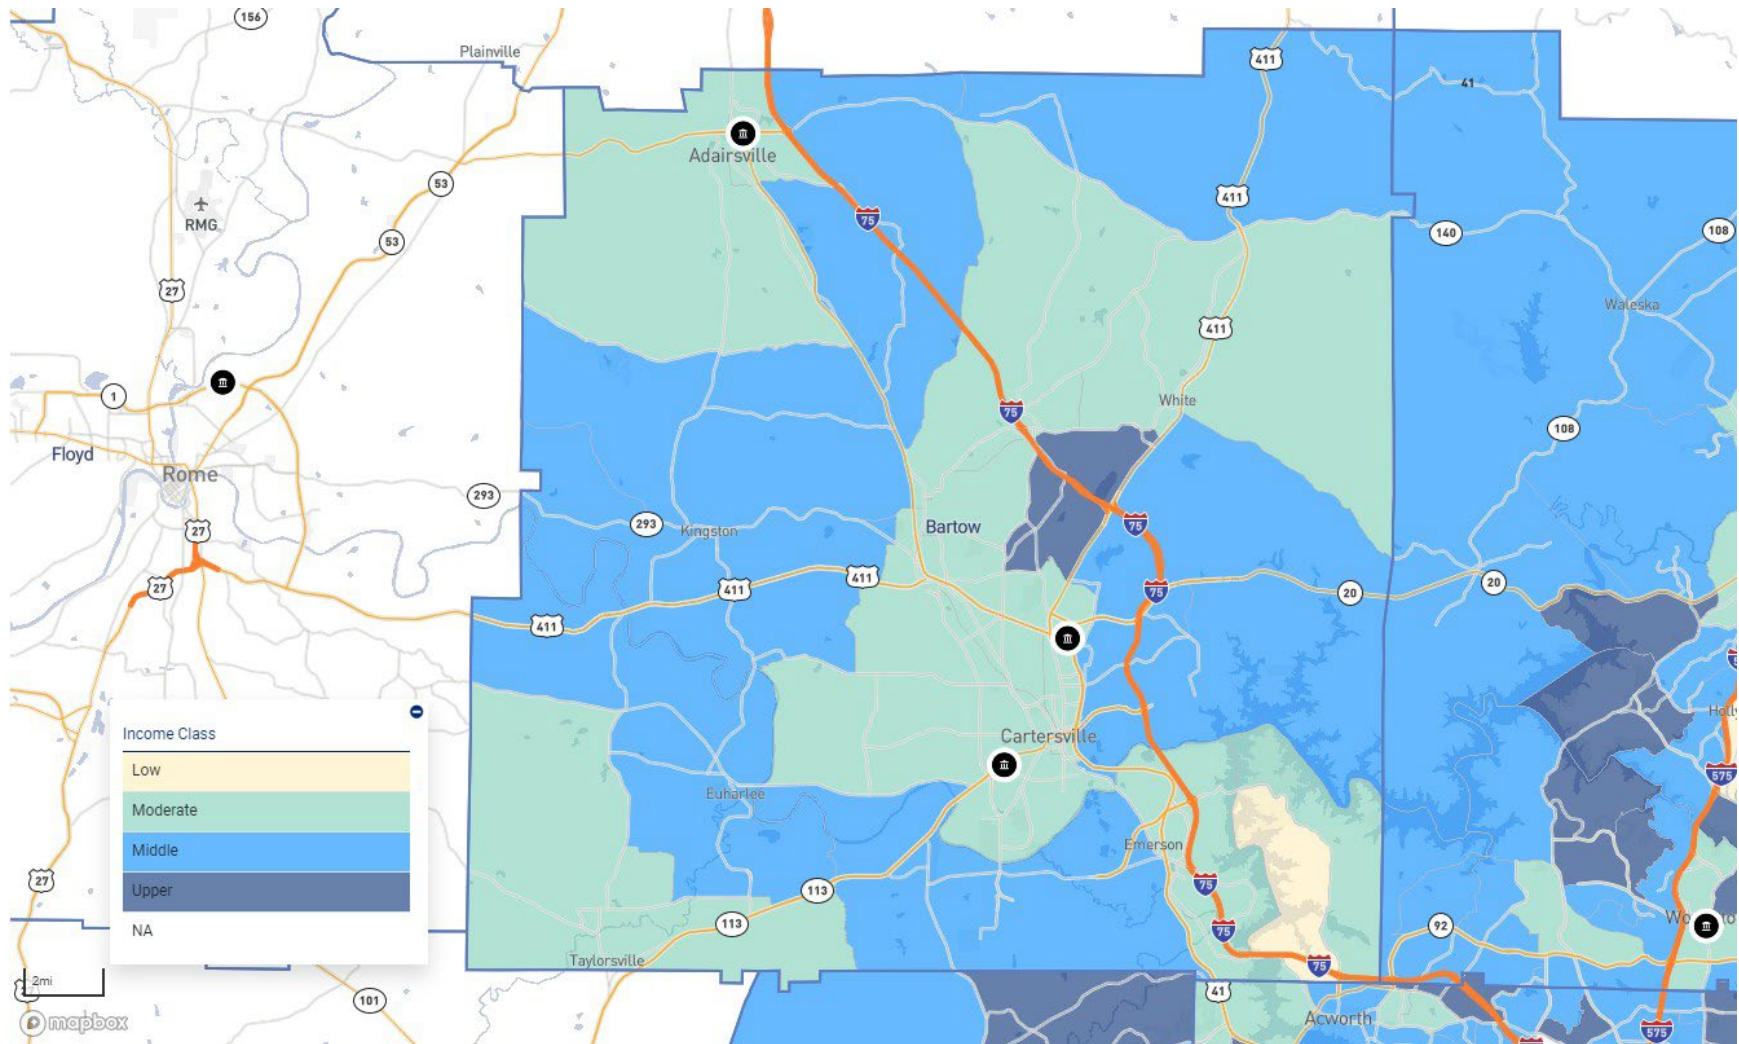 156
Plainville
411
41
Adairsville
53
RMG
75
411
108
53
140
27
Waleska
411
1
White
75
108
Floyd
Rome
293
293
Kingston
Bartow
75
27
411
411
75
20
20
27
411
Income Class
Low
Moderate
Middle
Upper
NA
Cartersville
Euharlee
575
Emerson
27
113
75
113
75
92
Taylorsville
75
2mi
101
41
mapbox
Acworth
575